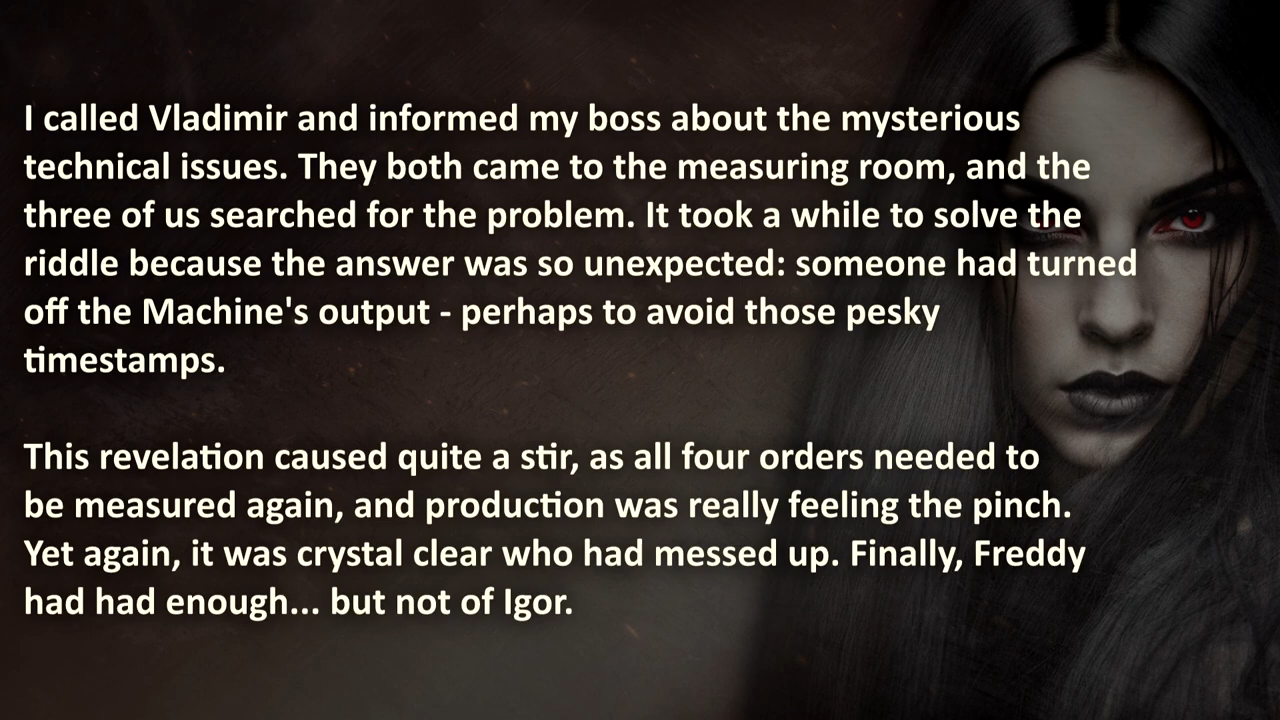 I called Vladimir and informed my boss about the mysterious
technical issues. They both came to the measuring room, and the
three of us searched for the problem. It took a while to solve the
riddle because the answer was so unexpected: someone had turned
off the Machine's output - perhaps to avoid those pesky
timestamps.
This revelation caused quite a stir, as all four orders needed to
be measured again, and production was really feeling the pinch.
Yet again, it was crystal clear who had messed up. Finally, Freddy
had had enough... but not of Igor.